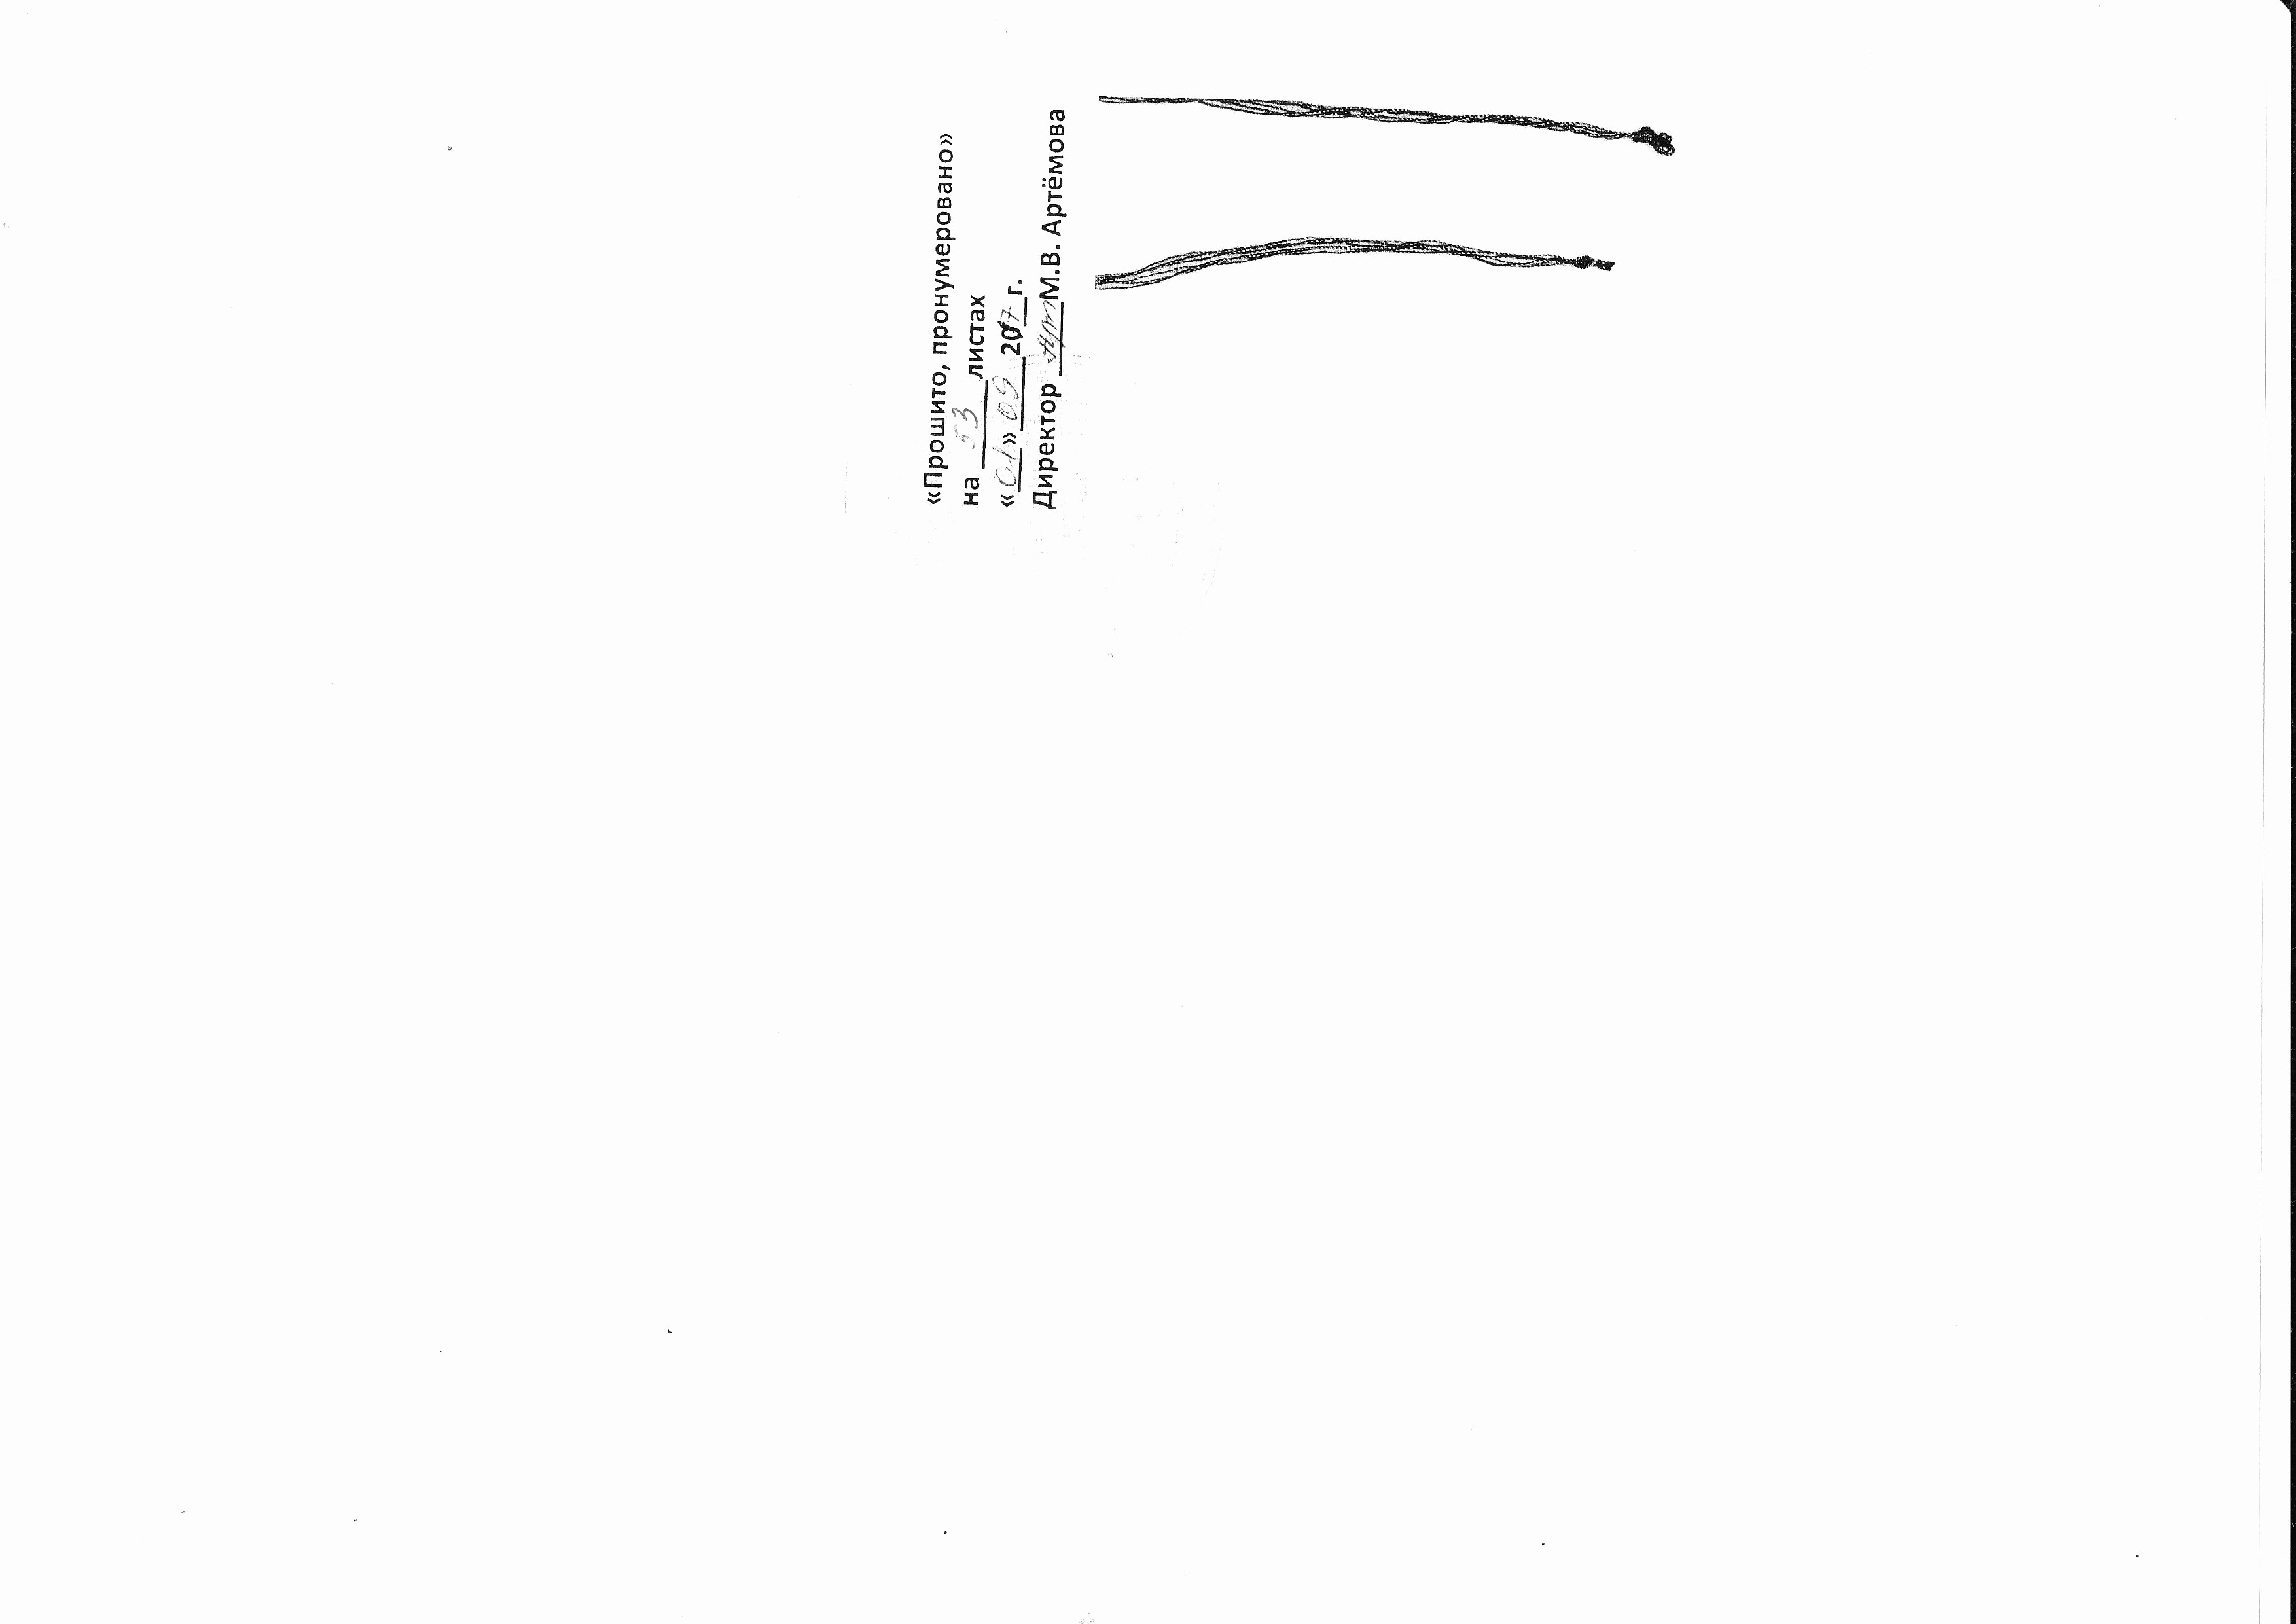 «Прошито, пронумеровано»
на 53 листах
«01» 09 2017 г.
Директор М.В. Артёмова